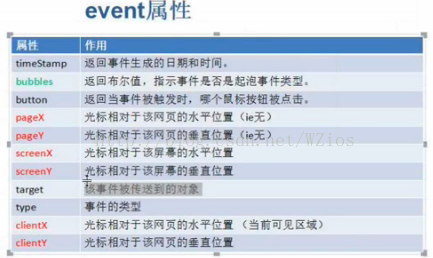 event属性
属性 作用
timeStamp 返回事件生成的日期和时间。
bubbles 返回布尔值，指示事件是否是起泡事件类型。
button 返回当事件被触发时，哪个鼠标按钮被点击。
pageX 光标相对于该网页的水平位置（ie无）
pageY 光标相对于该网页的垂直位置（ie无）
screenX 光标相对于该屏幕的水平位置
screenY 光标相对于该屏幕的垂直位置
target 该事件被传送到的对象
type 事件的类型
clientX 光标相对于该网页的水平位置 （当前可见区域）
clientY 光标相对于该网页的垂直位置